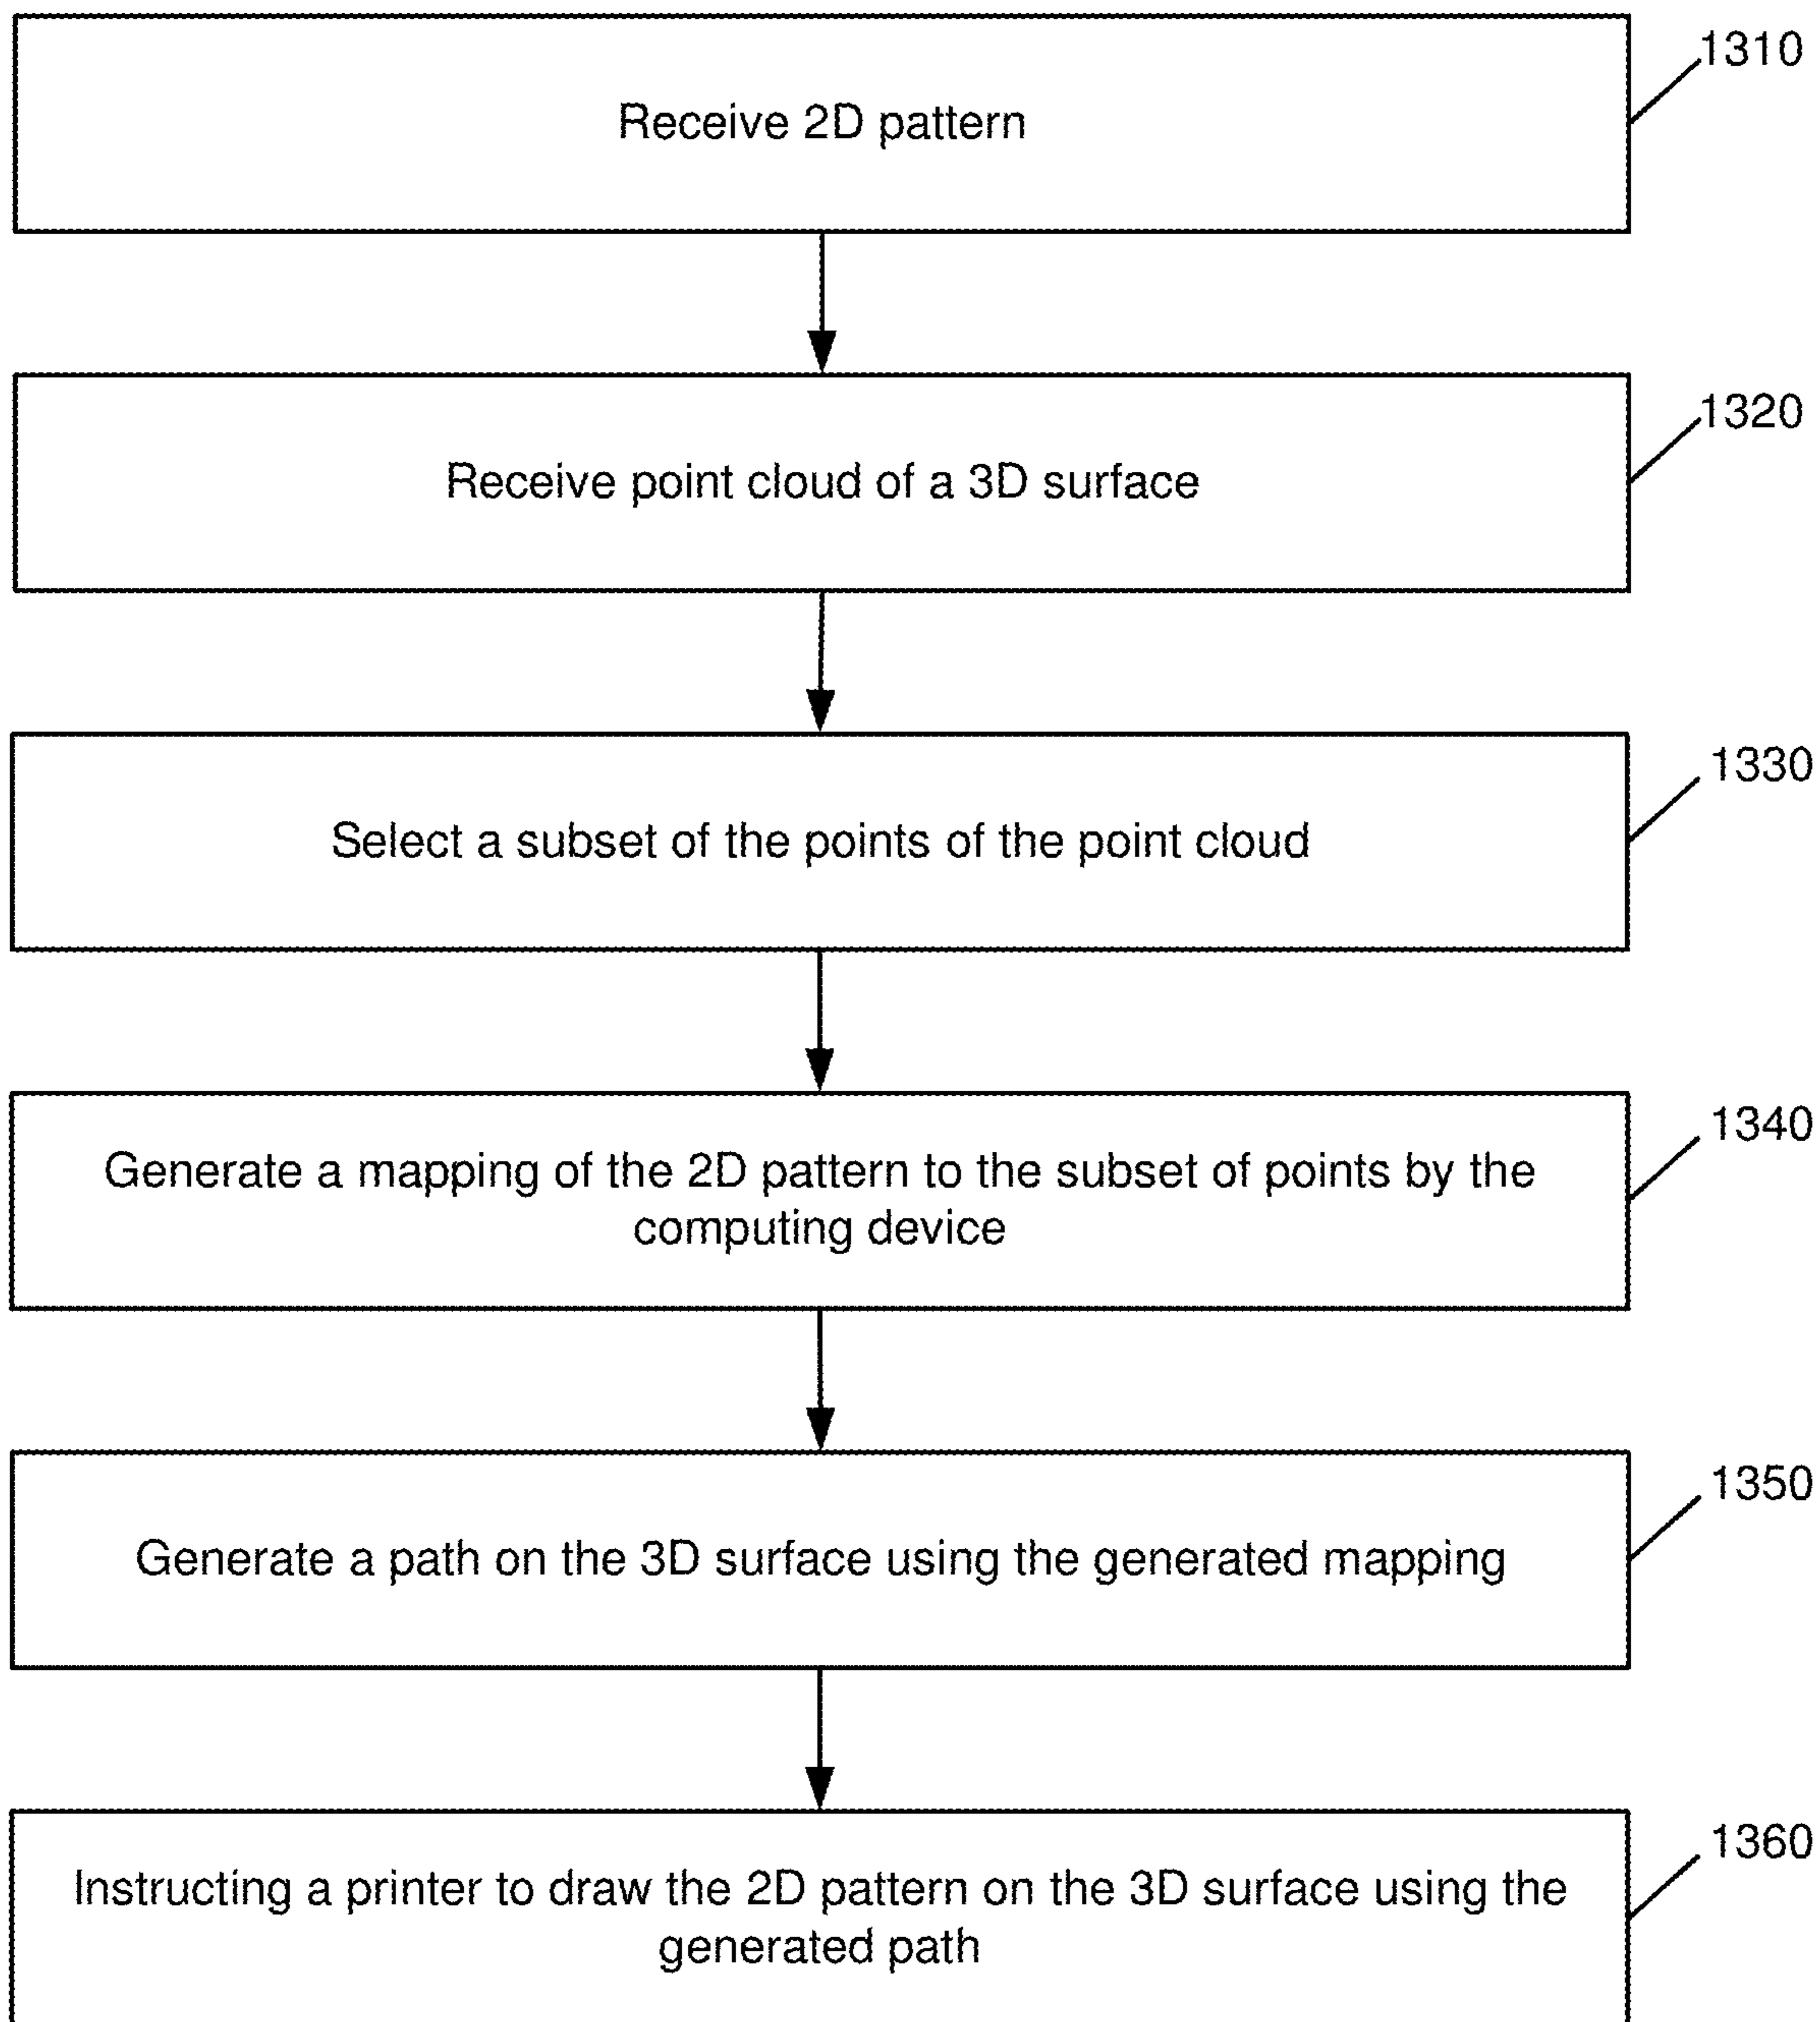 1310
Receive 2D pattern
1320
Receive point cloud of a 3D surface
1330
Select a subset of the points of the point cloud
1340
Generate a mapping of the 2D pattern to the subset of points by the
computing device
1350
Generate a path on the 3D surface using the generated mapping
1360
Instructing a printer to draw the 2D pattern on the 3D surface using the
generated path